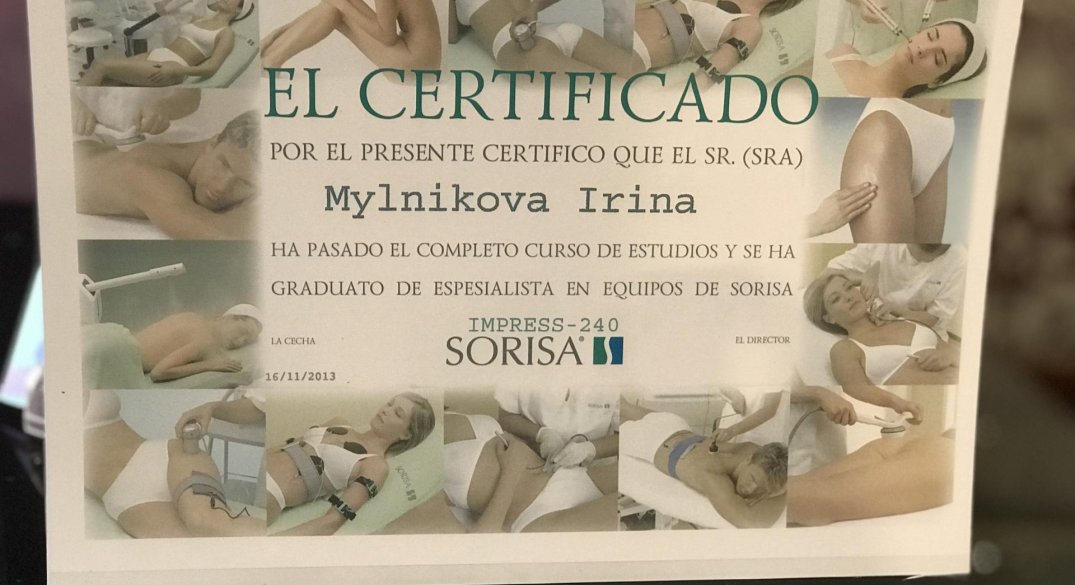 EL CERTIFICADO
POR EL PRESENTE CERTIFICO QUE EL SR. (SRA)
Mylnikova Irina
HA PASADO EL COMPLETO CURSO DE ESTUDIOS Y SE HA
GRADUATO DE ESPESIALISTA EN EQUIPOS DE SORISA
IMPRESS-240
LA CECHA
SORISA®
EL DIRECTOR
16/11/2013
SORISA
SORISA